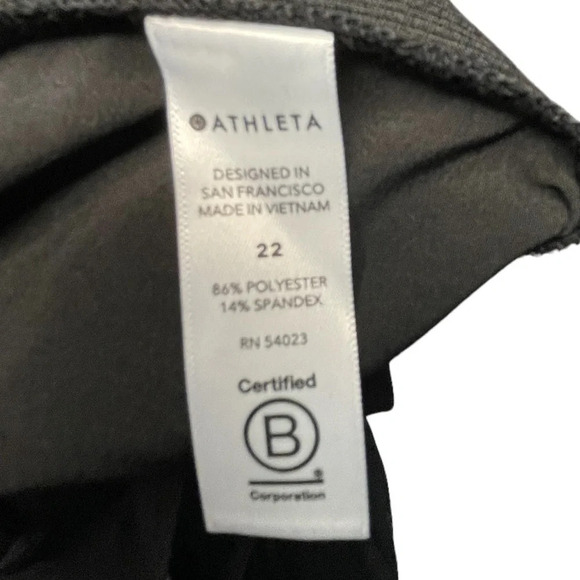 ATHLETA
DESIGNED IN
SAN FRANCISCO
MADE IN VIETNAM
22
86% POLYESTER
14% SPANDEX
RN 54023
Certified
B
®
Corporation